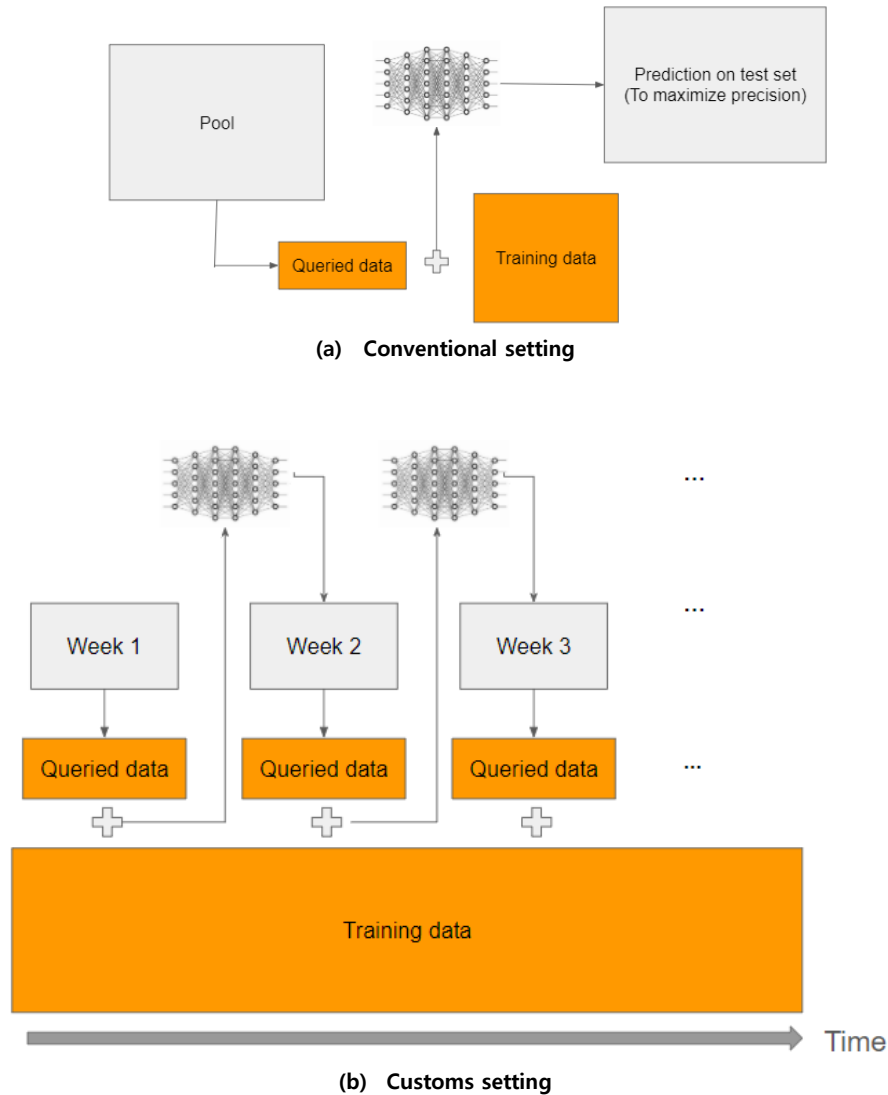 Pool
Prediction on test set
(To maximize precision)
Queried data
Training data
(a) Conventional setting
...
Week 1
Week 2
Week 3
...
Queried data
Queried data
Queried data
...
Training data
Time
(b) Customs setting